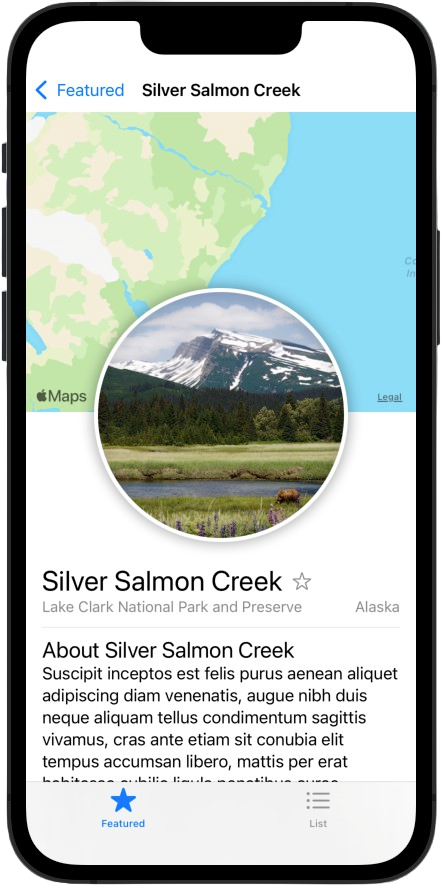 Featured
Silver Salmon Creek
Co
In
Maps
Legal
Silver Salmon Creek
Lake Clark National Park and Preserve
Alaska
About Silver Salmon Creek
Suscipit inceptos est felis purus aenean aliquet
adipiscing diam venenatis, augue nibh duis
neque aliquam tellus condimentum sagittis
vivamus, cras ante etiam sit conubia elit
tempus accumsan libero, mattis per erat
Featured
List